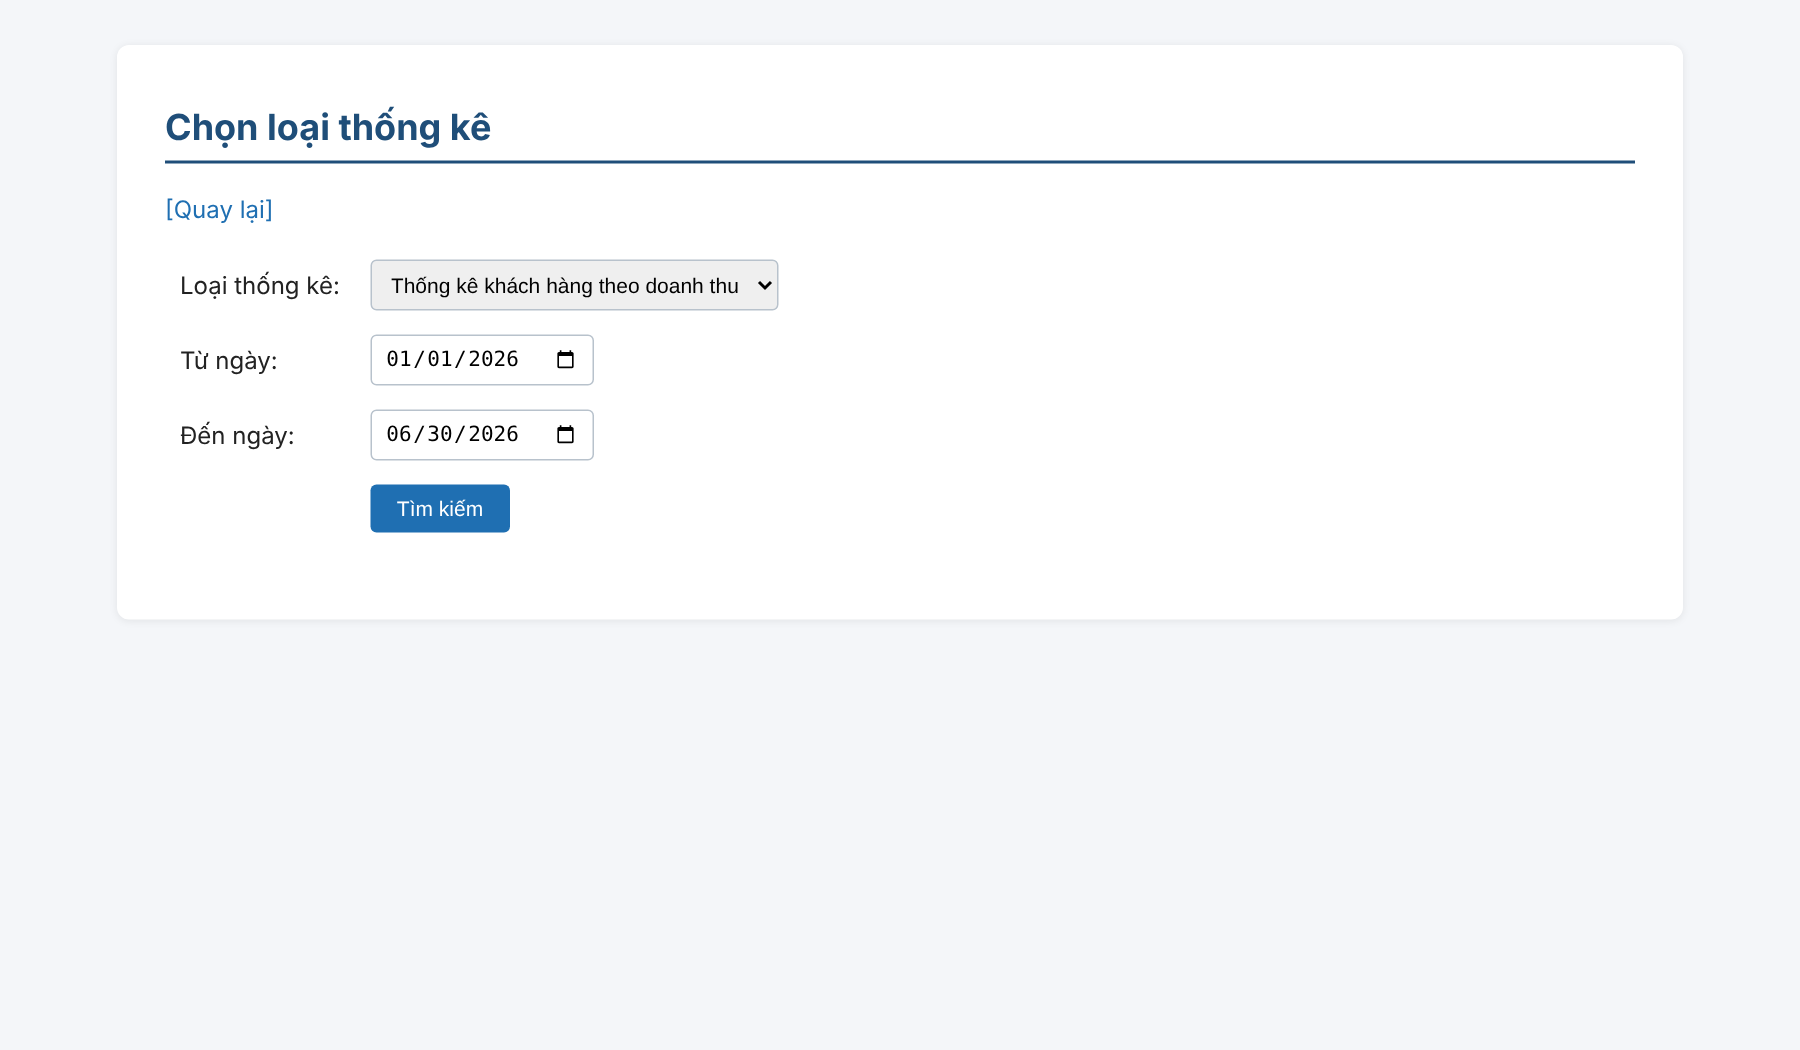 Chọn loại thống kê
[Quay lại]
Loại thống kê: Thống kê khách hàng theo doanh thu
Từ ngày: 01/01/2026
Đến ngày: 06/30/2026
Tìm kiếm